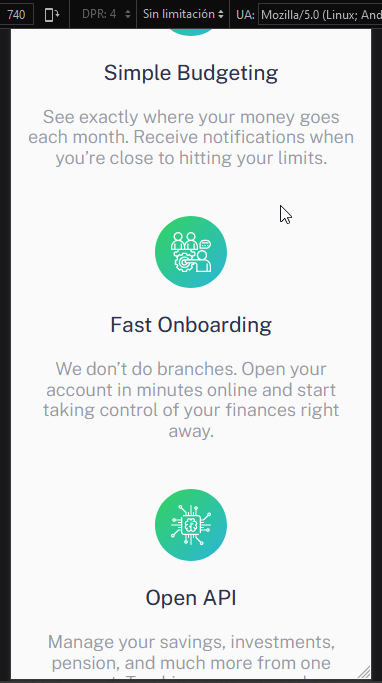 740 DPR: 4 Sin limitación UA: Mozilla/5.0 (Linux; And
Simple Budgeting
See exactly where your money goes
each month. Receive notifications when
you’re close to hitting your limits.
Fast Onboarding
We don’t do branches. Open your
account in minutes online and start
taking control of your finances right
away.
Open API
Manage your savings, investments,
pension, and much more from one